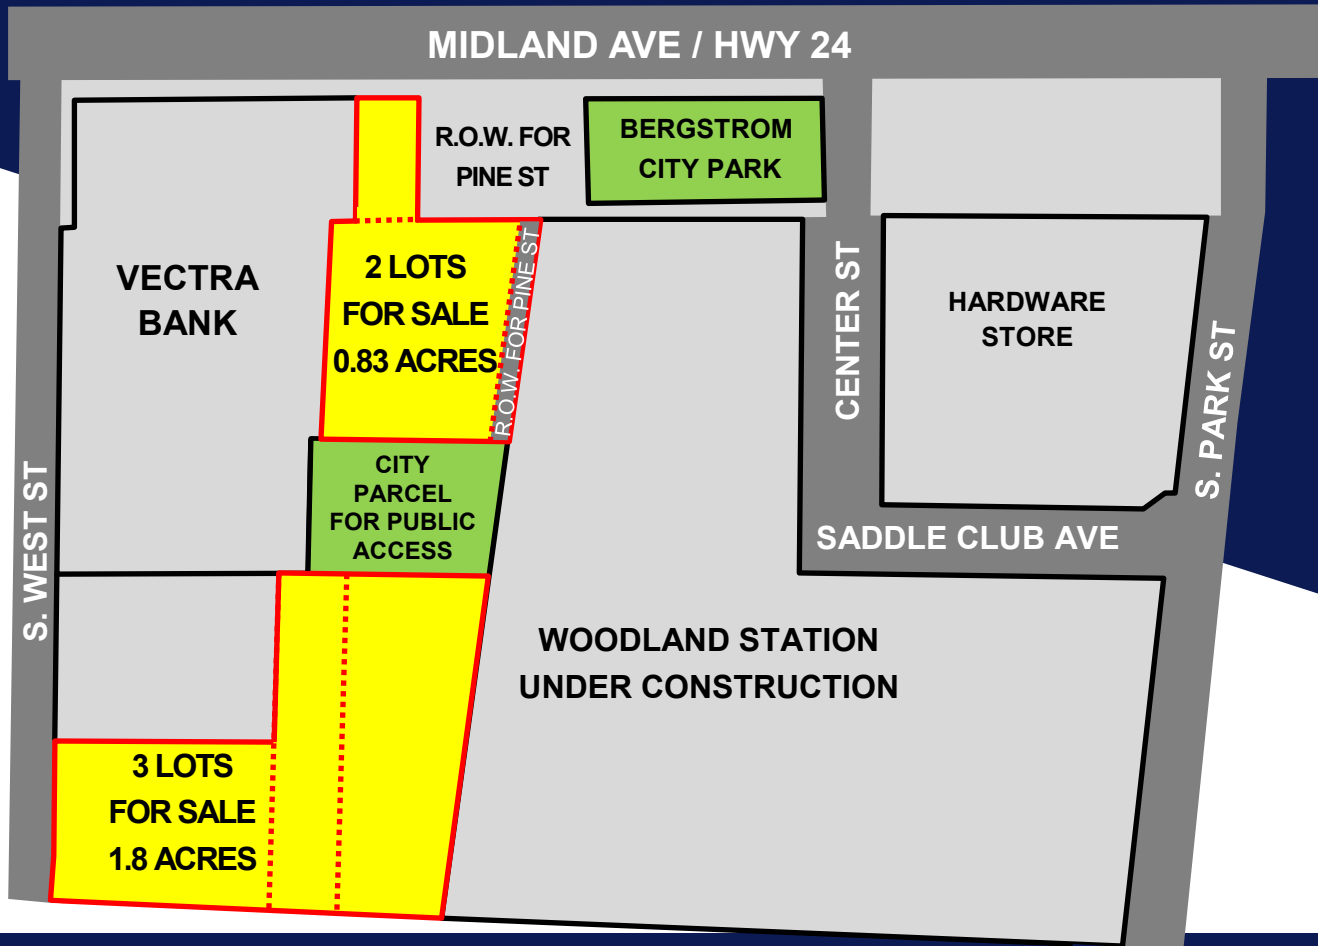 MIDLAND AVE / HWY 24
R.O.W. FOR
PINE ST
BERGSTROM
CITY PARK
VECTRA
BANK
2 LOTS
FOR SALE
0.83 ACRES
R.O.W. FOR PINE ST
CENTER ST
HARDWARE
STORE
S. PARK ST
CITY
PARCEL
FOR PUBLIC
ACCESS
S. WEST ST
SADDLE CLUB AVE
WOODLAND STATION
UNDER CONSTRUCTION
3 LOTS
FOR SALE
1.8 ACRES